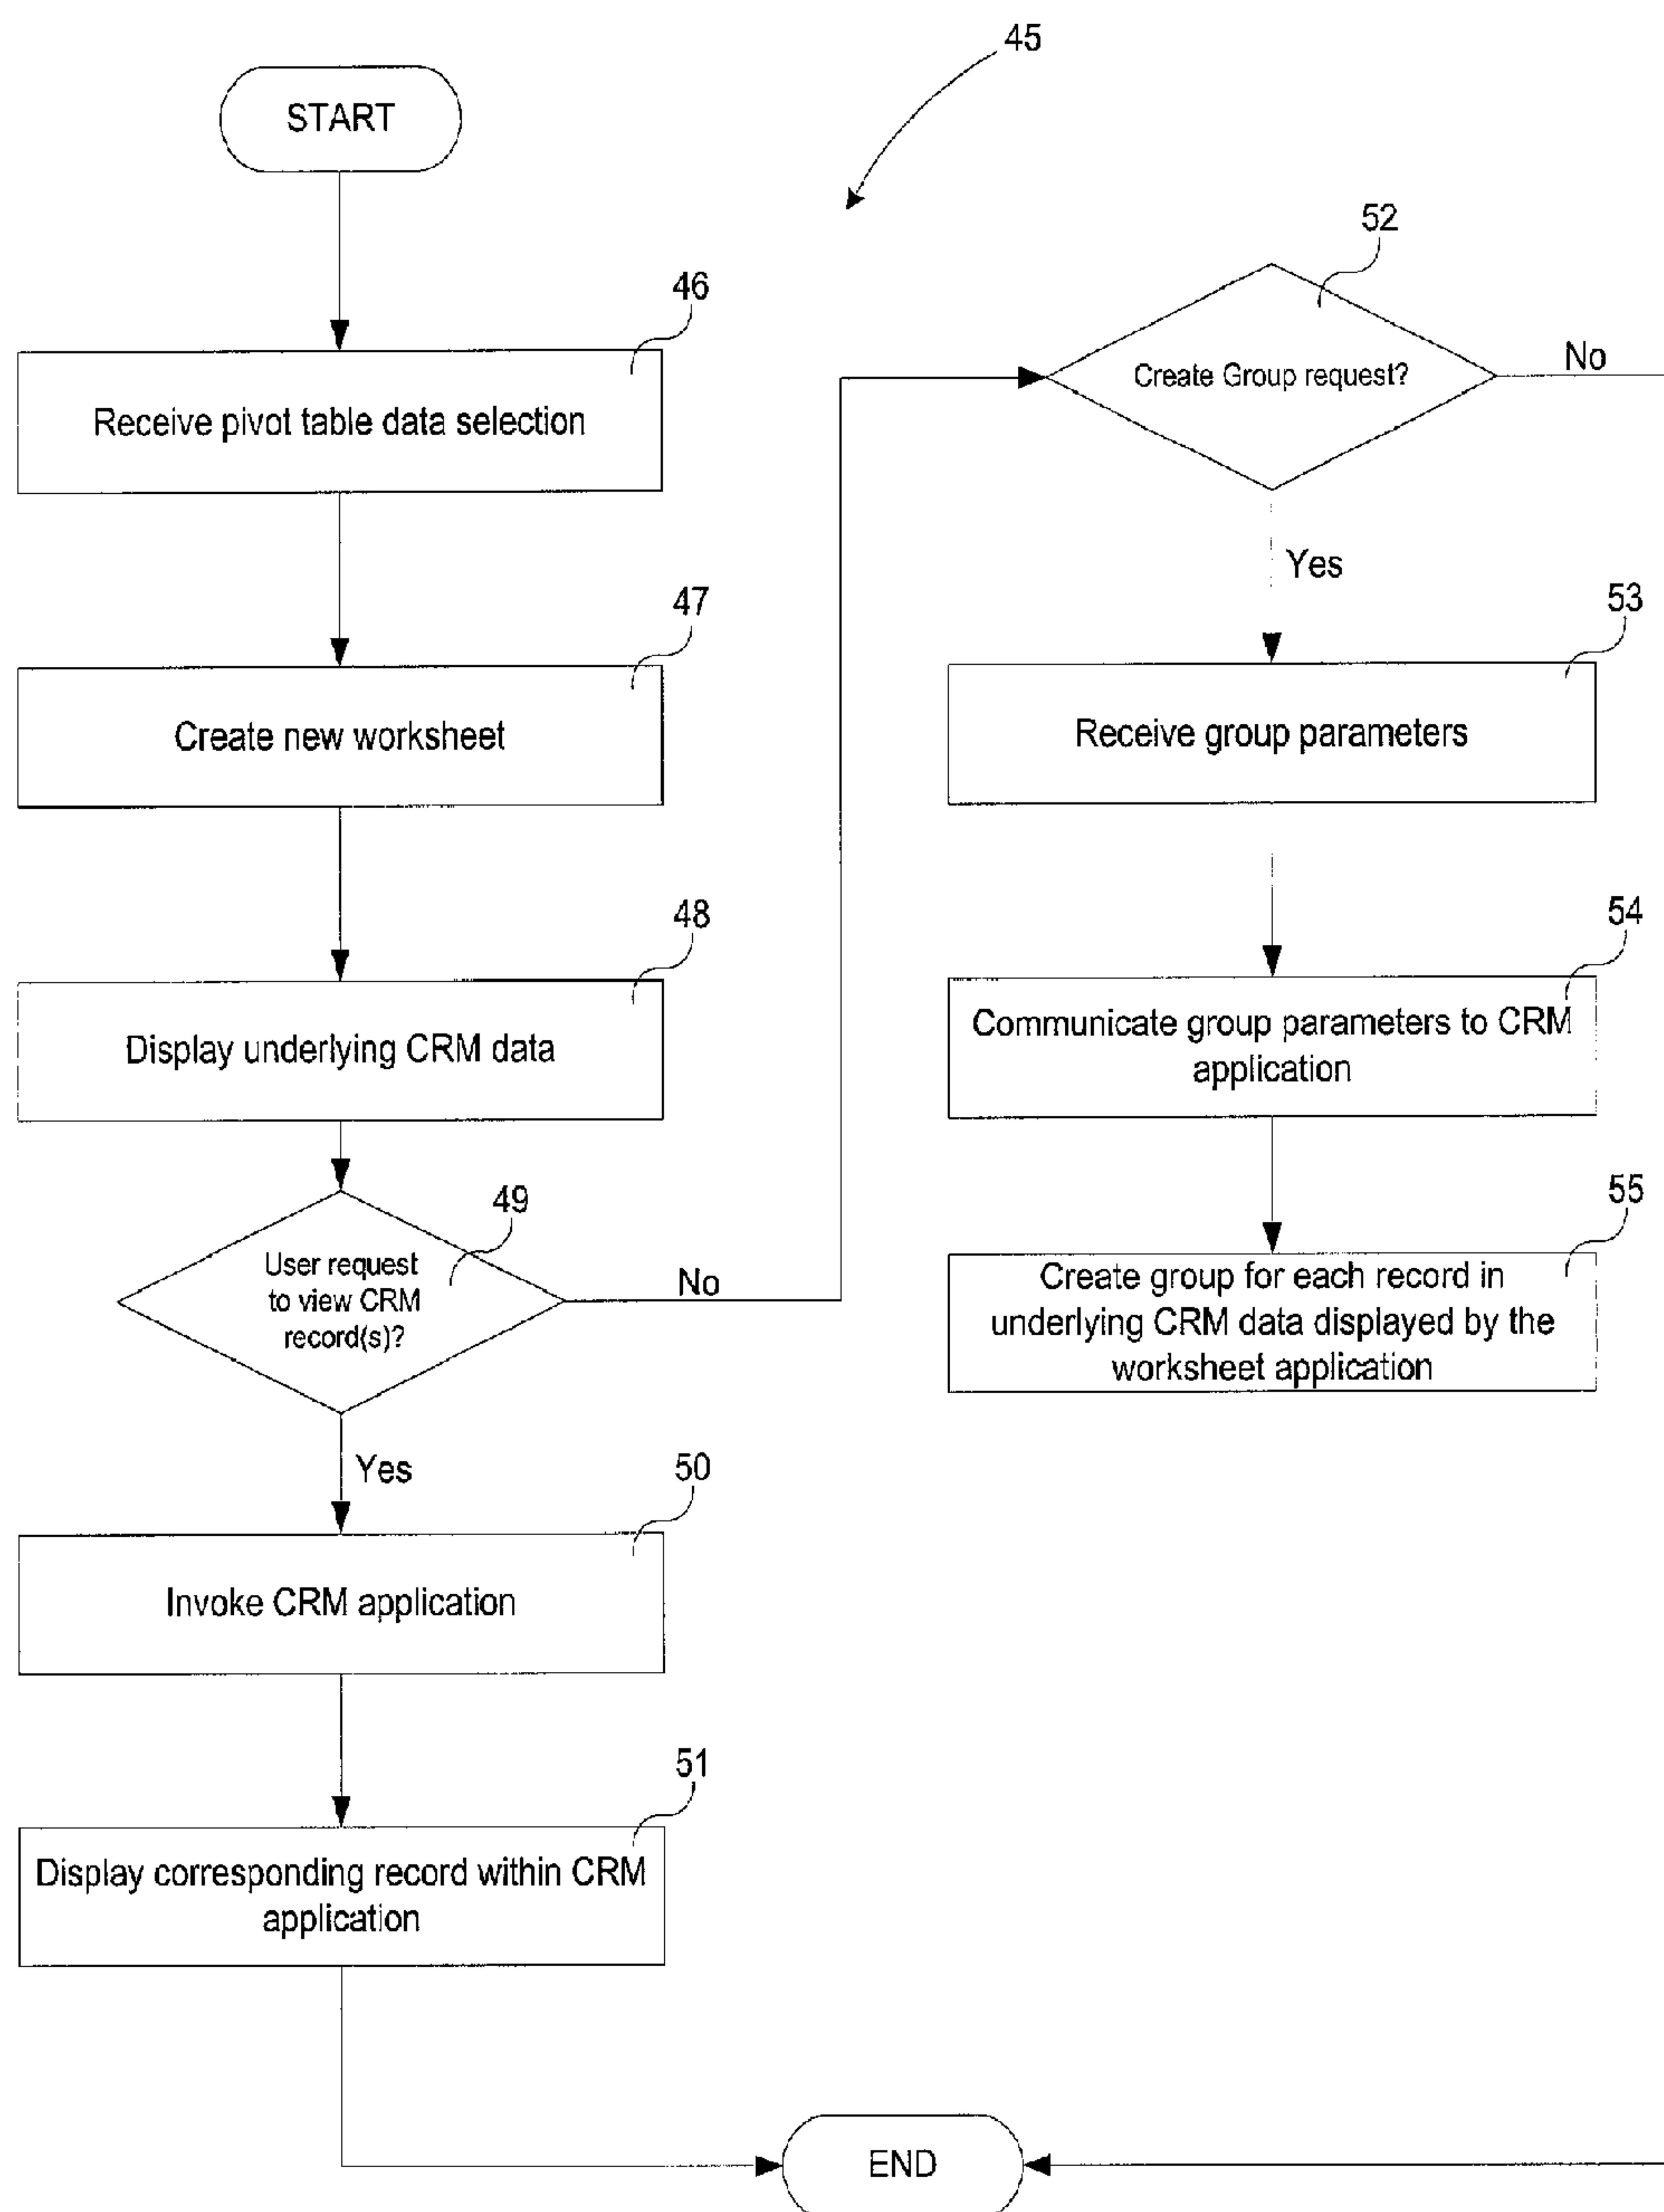 45
START
46
Receive pivot table data selection
47
Create new worksheet
48
Display underlying CRM data
49
User request
to view CRM
record(s)?
No
Yes
50
Invoke CRM application
51
Display corresponding record within CRM
application
52
Create Group request?
No
Yes
53
Receive group parameters
54
Communicate group parameters to CRM
application
55
Create group for each record in
underlying CRM data displayed by the
worksheet application
END